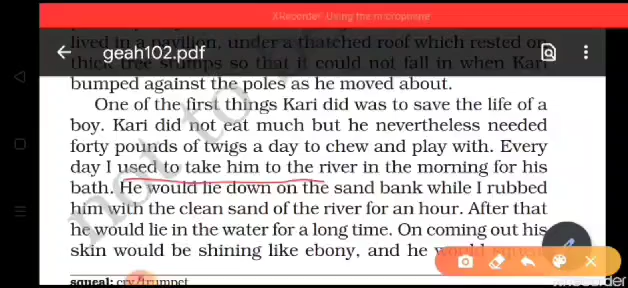 XRecorder Using the microphone
lived in a pavilion, under a thatched roof which rested on
geah102.pdf
thick tree stumps so that it could not fall in when Kari
bumped against the poles as he moved about.
One of the first things Kari did was to save the life of a
boy. Kari did not eat much but he nevertheless needed
forty pounds of twigs a day to chew and play with. Every
day I used to take him to the river in the morning for his
bath. He would lie down on the sand bank while I rubbed
him with the clean sand of the river for an hour. After that
he would lie in the water for a long time. On coming out his
skin would be shining like ebony, and he would squeal
squeal: cry/trumpet
not to
XRecorder